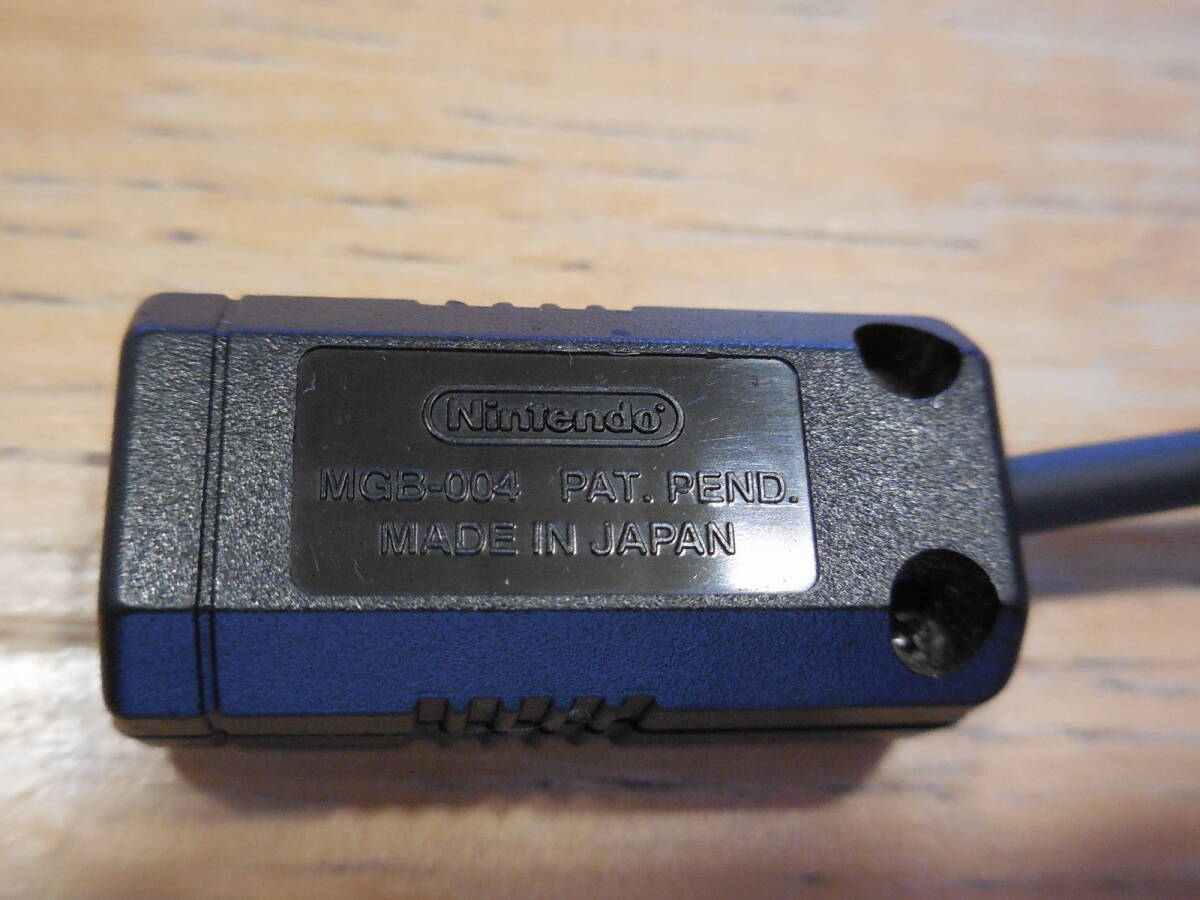 Nintendo
MGB-004 PAT. PEND.
MADE IN JAPAN